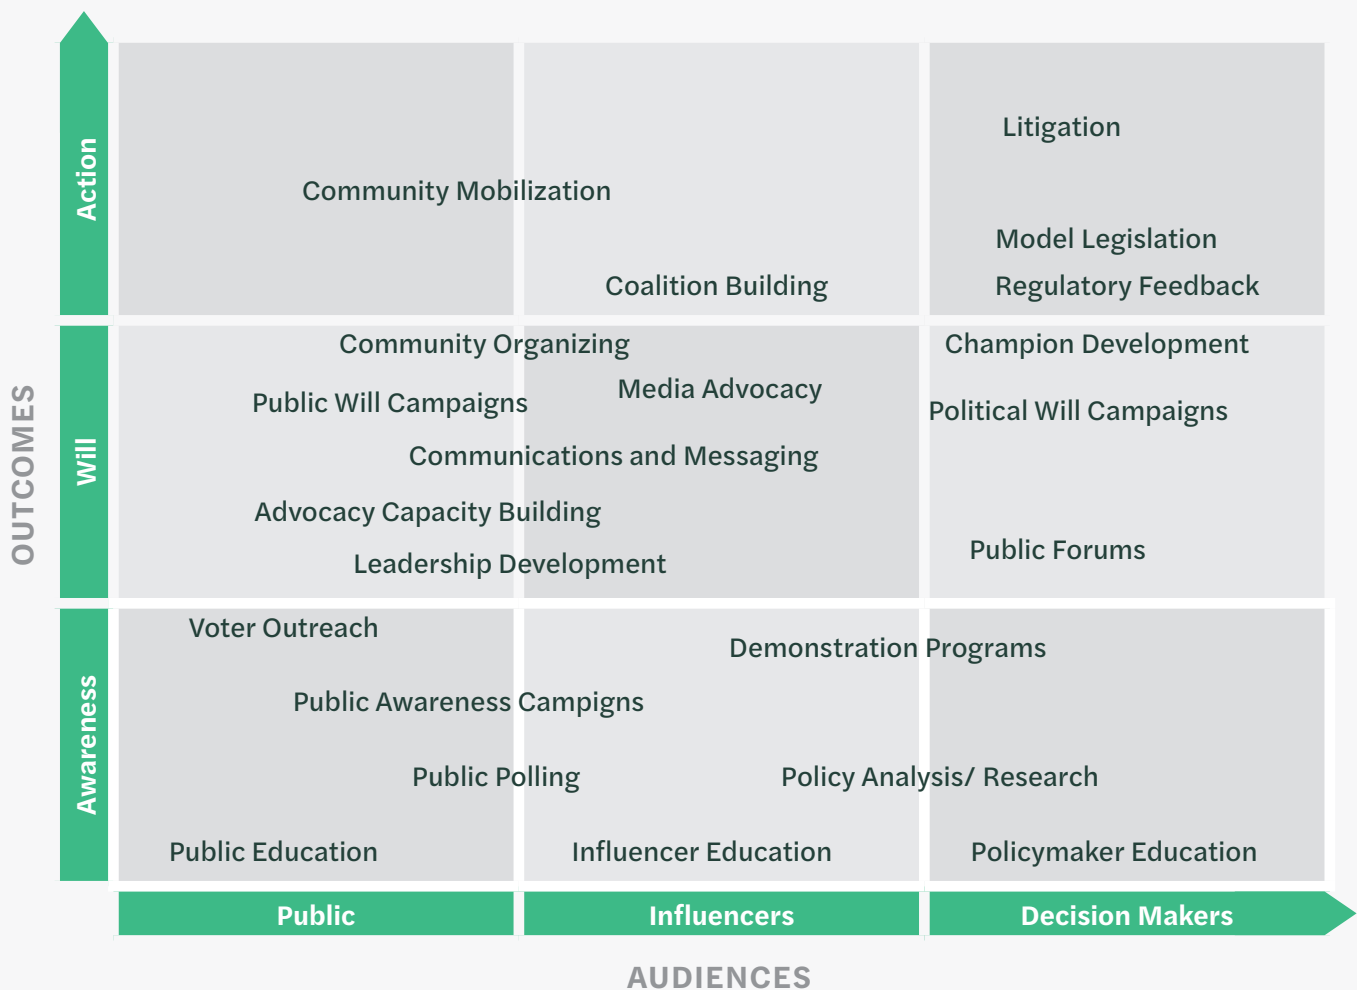 Action
Litigation
Community Mobilization
Model Legislation
Coalition Building
Regulatory Feedback
OUTCOMES
Will
Community Organizing
Champion Development
Media Advocacy
Public Will Campaigns
Political Will Campaigns
Communications and Messaging
Advocacy Capacity Building
Public Forums
Leadership Development
Awareness
Voter Outreach
Demonstration Programs
Public Awareness Campigns
Public Polling
Policy Analysis/ Research
Public Education
Influencer Education
Policymaker Education
Public
Influencers
Decision Makers
AUDIENCES